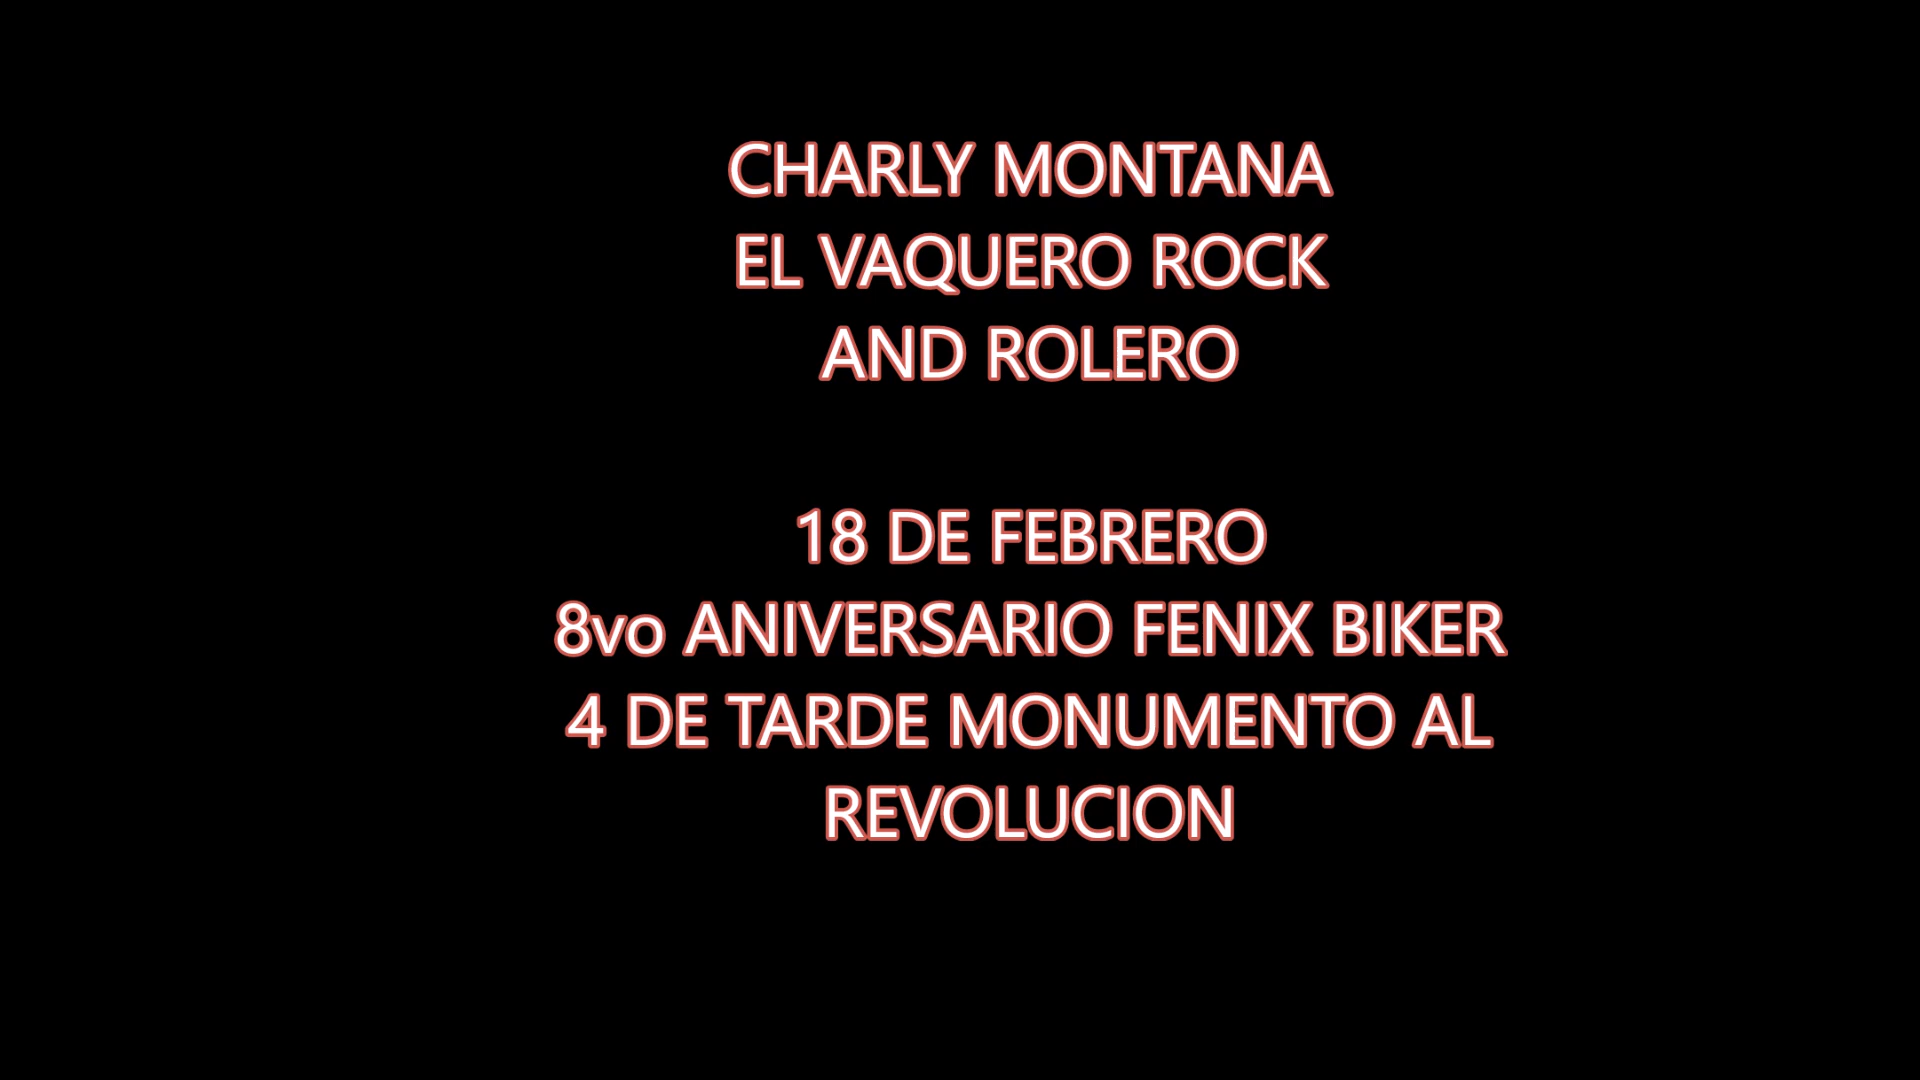 CHARLY MONTANA
EL VAQUERO ROCK
AND ROLERO
18 DE FEBRERO
8vo ANIVERSARIO FENIX BIKER
4 DE TARDE MONUMENTO AL
REVOLUCION